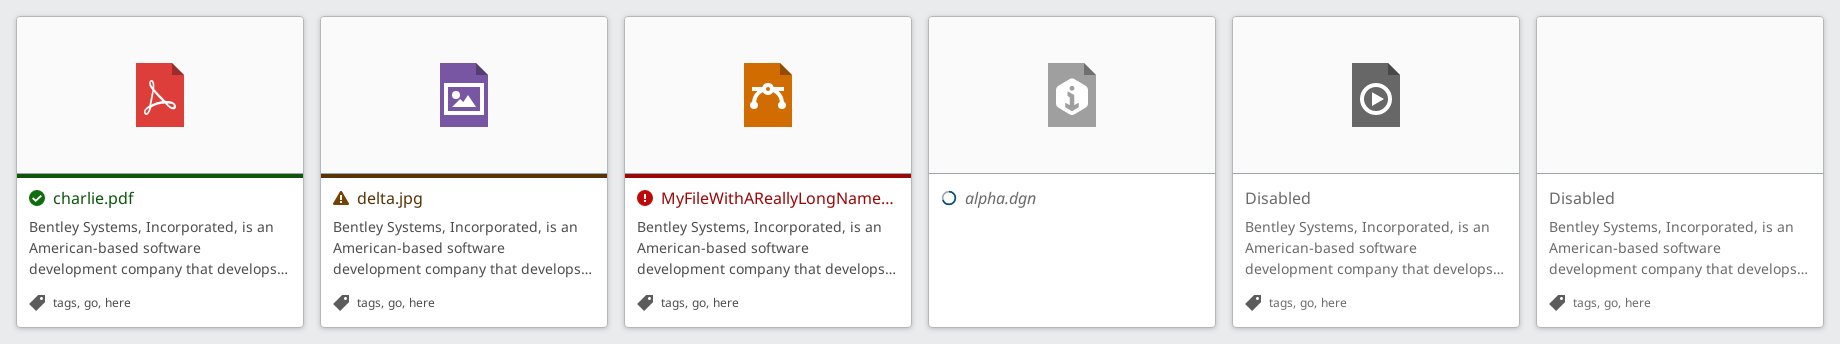 charlie.pdf
Bentley Systems, Incorporated, is an
American-based software
development company that develops...
tags, go, here
delta.jpg
Bentley Systems, Incorporated, is an
American-based software
development company that develops...
tags, go, here
MyFileWithAReallyLongName...
Bentley Systems, Incorporated, is an
American-based software
development company that develops...
tags, go, here
alpha.dgn
Disabled
Bentley Systems, Incorporated, is an
American-based software
development company that develops...
tags, go, here
Disabled
Bentley Systems, Incorporated, is an
American-based software
development company that develops...
tags, go, here